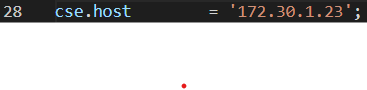 28 cse.host = '172.30.1.23';